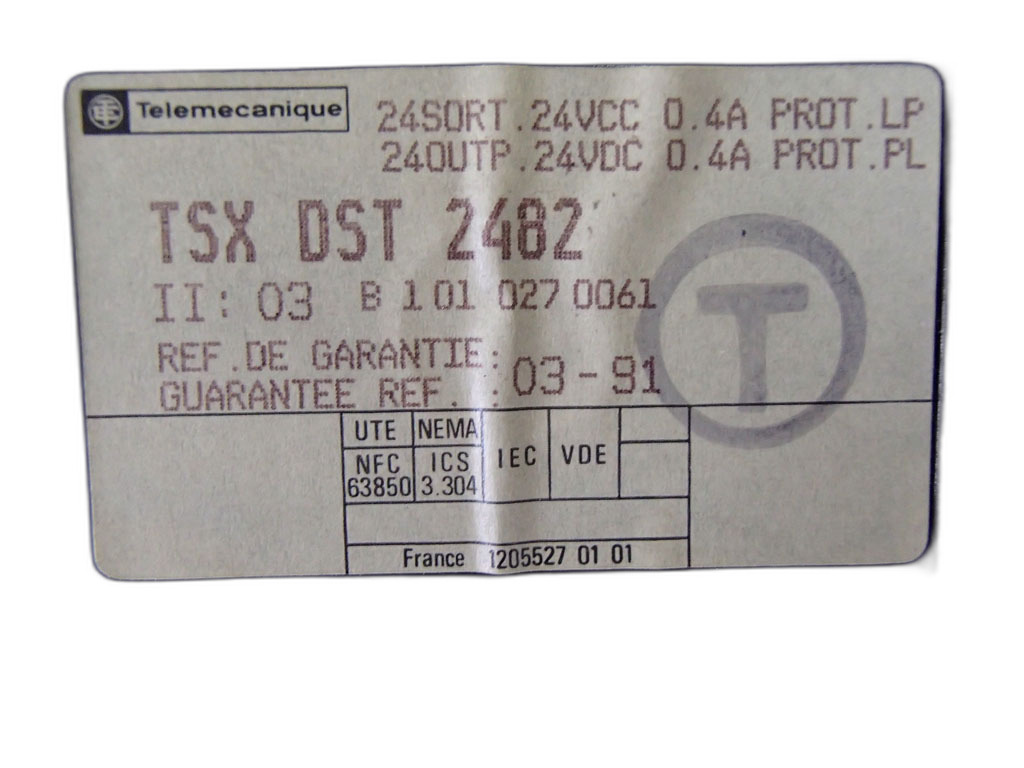 Telemecanique
24SORT.24VCC 0.4A PROT.LP
24OUTP.24VDC 0.4A PROT.PL
TSX DST 2482
II: 03 B 1 01 027 0061
REF.DE GARANTIE:
GUARANTEE REF. : 03-91
T
UTE NEMA IEC VDE
NFC ICS
63850 3.304
France 1205527 01 01